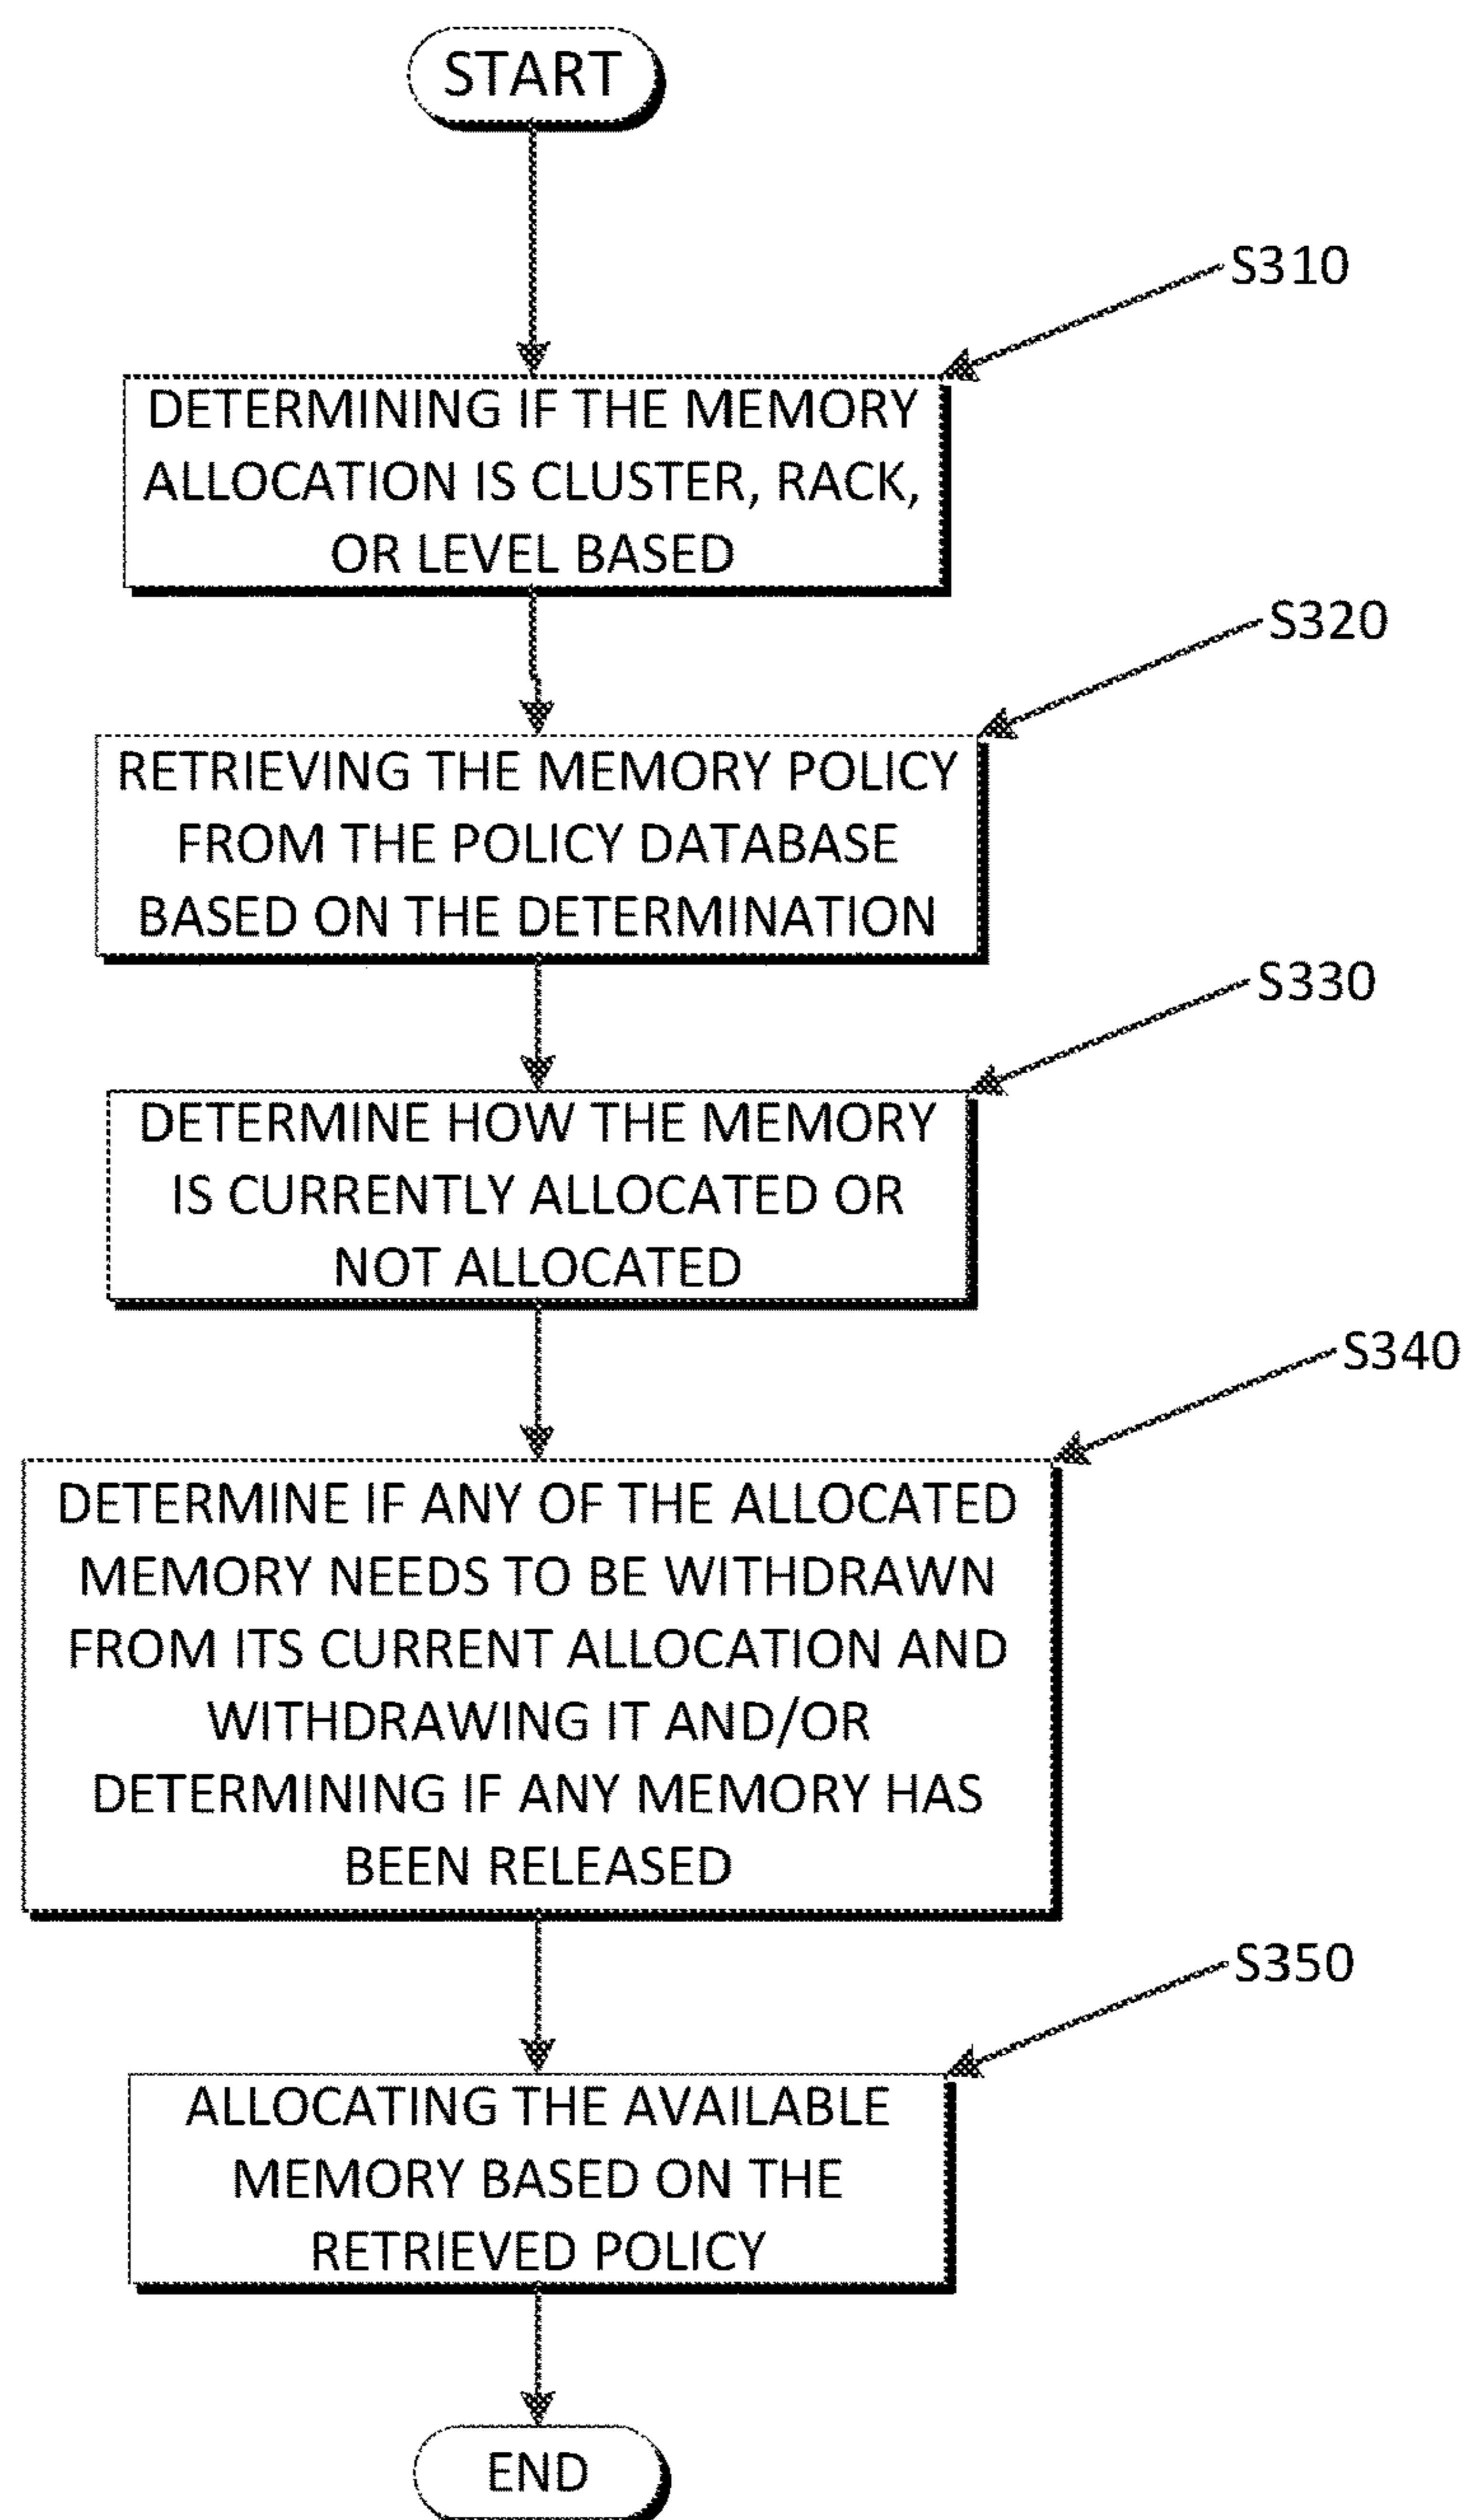 START
S310
DETERMINING IF THE MEMORY
ALLOCATION IS CLUSTER, RACK,
OR LEVEL BASED
S320
RETRIEVING THE MEMORY POLICY
FROM THE POLICY DATABASE
BASED ON THE DETERMINATION
S330
DETERMINE HOW THE MEMORY
IS CURRENTLY ALLOCATED OR
NOT ALLOCATED
S340
DETERMINE IF ANY OF THE ALLOCATED
MEMORY NEEDS TO BE WITHDRAWN
FROM ITS CURRENT ALLOCATION AND
WITHDRAWING IT AND/OR
DETERMINING IF ANY MEMORY HAS
BEEN RELEASED
S350
ALLOCATING THE AVAILABLE
MEMORY BASED ON THE
RETRIEVED POLICY
END